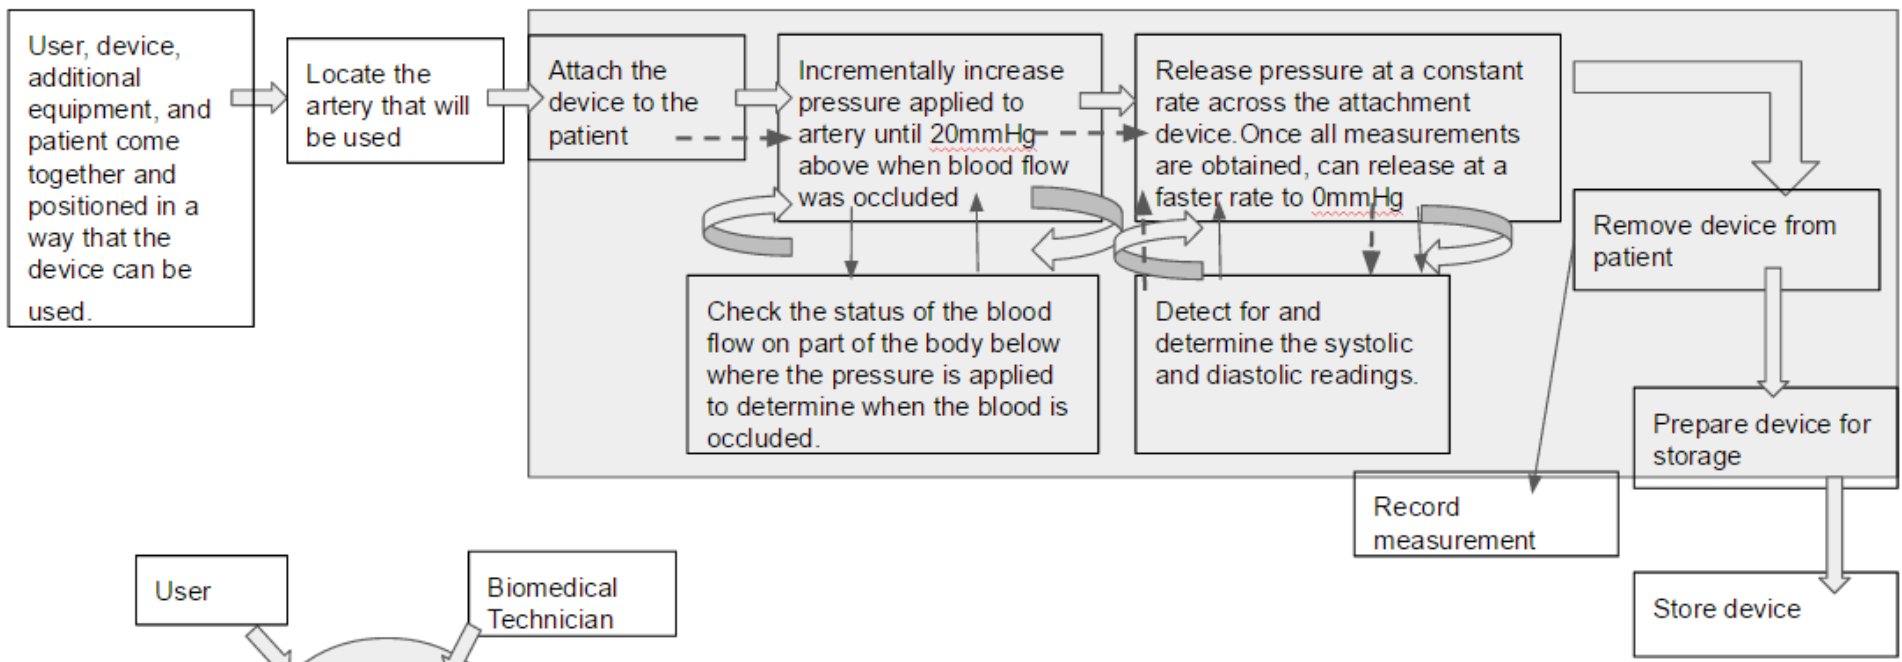 User, device,
additional
equipment, and
patient come
together and
positioned in a
way that the
device can be
used.
Locate the
artery that will
be used
Attach the
device to the
patient
Incrementally increase
pressure applied to
artery until 20mmHg
above when blood flow
was occluded
Release pressure at a constant
rate across the attachment
device.Once all measurements
are obtained, can release at a
faster rate to 0mmHg
Remove device from
patient
Check the status of the blood
flow on part of the body below
where the pressure is applied
to determine when the blood is
occluded.
Detect for and
determine the systolic
and diastolic readings.
Prepare device for
storage
Record
measurement
Store device
User
Biomedical
Technician